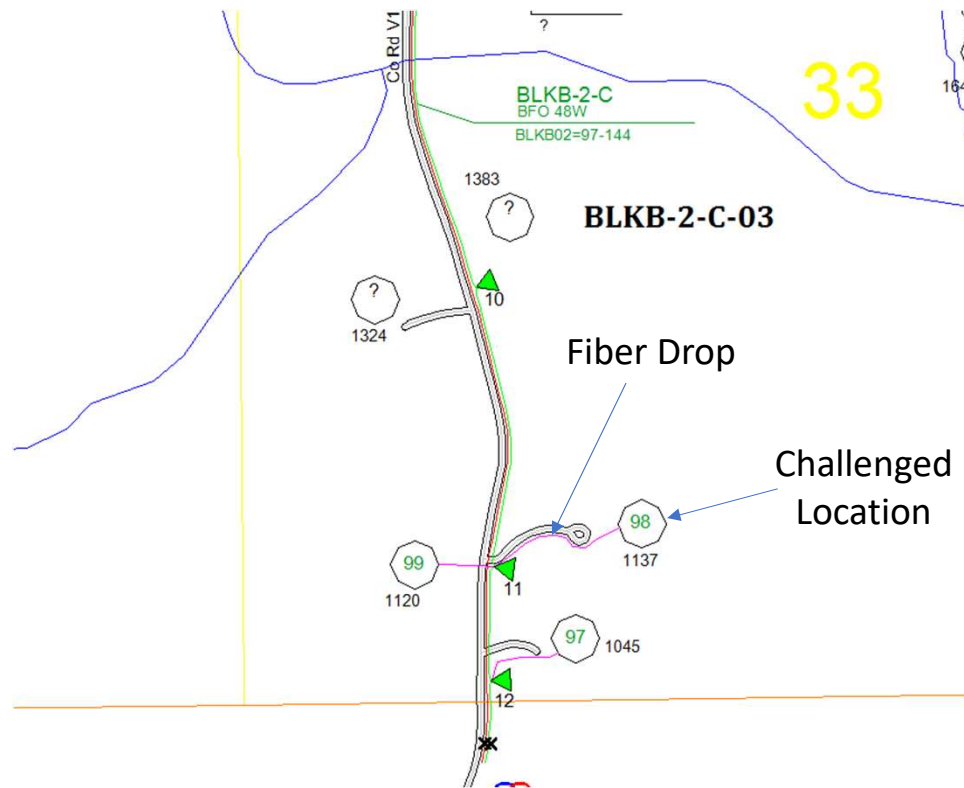 ?
Co Rd V1
33
164
BLKB-2-C
BFO 48W
BLKB02=97-144
1383
?
BLKB-2-C-03
10
?
1324
Fiber Drop
Challenged
Location
98
1137
99
1120
11
97
1045
12